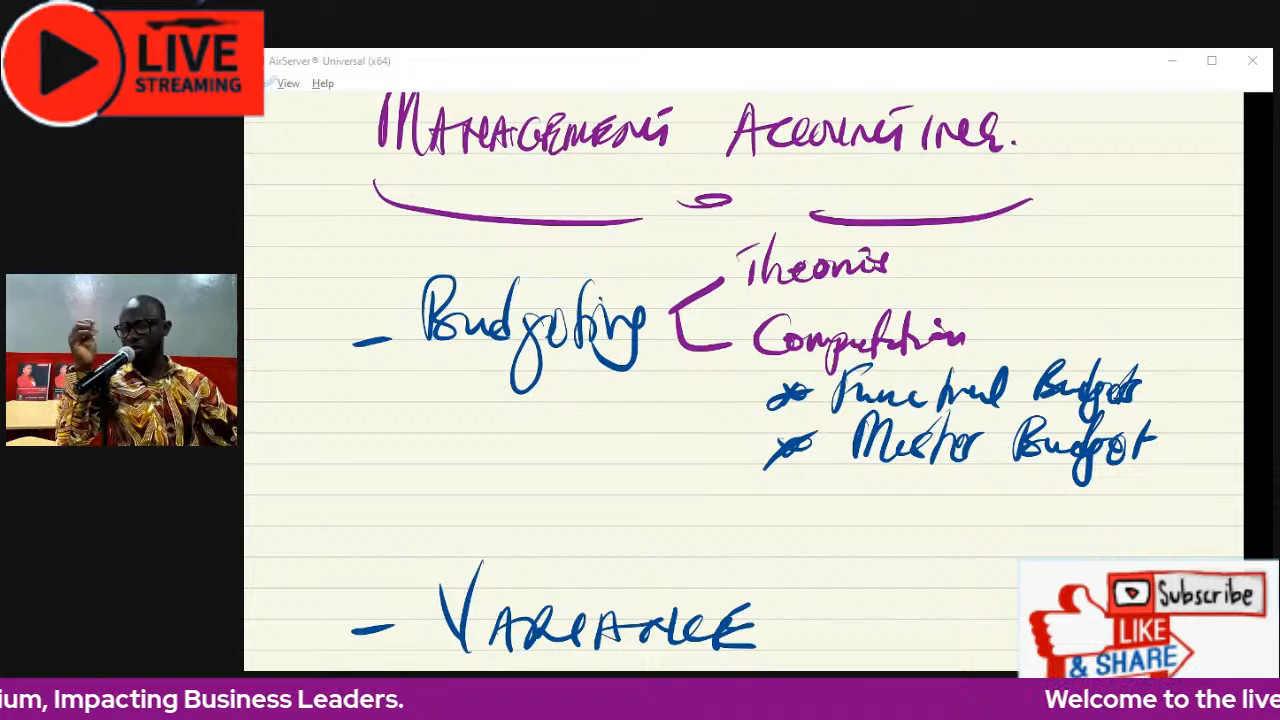 LIVE
STREAMING
AirServer® Universal (x64)
View Help
MANAGEMENT ACCOUNTING.
Theories
- Budgeting
Computation
* Functional Budgets
* Master Budget
- VARIANCE
Subscribe
LIKE
& SHARE
ium, Impacting Business Leaders.
Welcome to the live